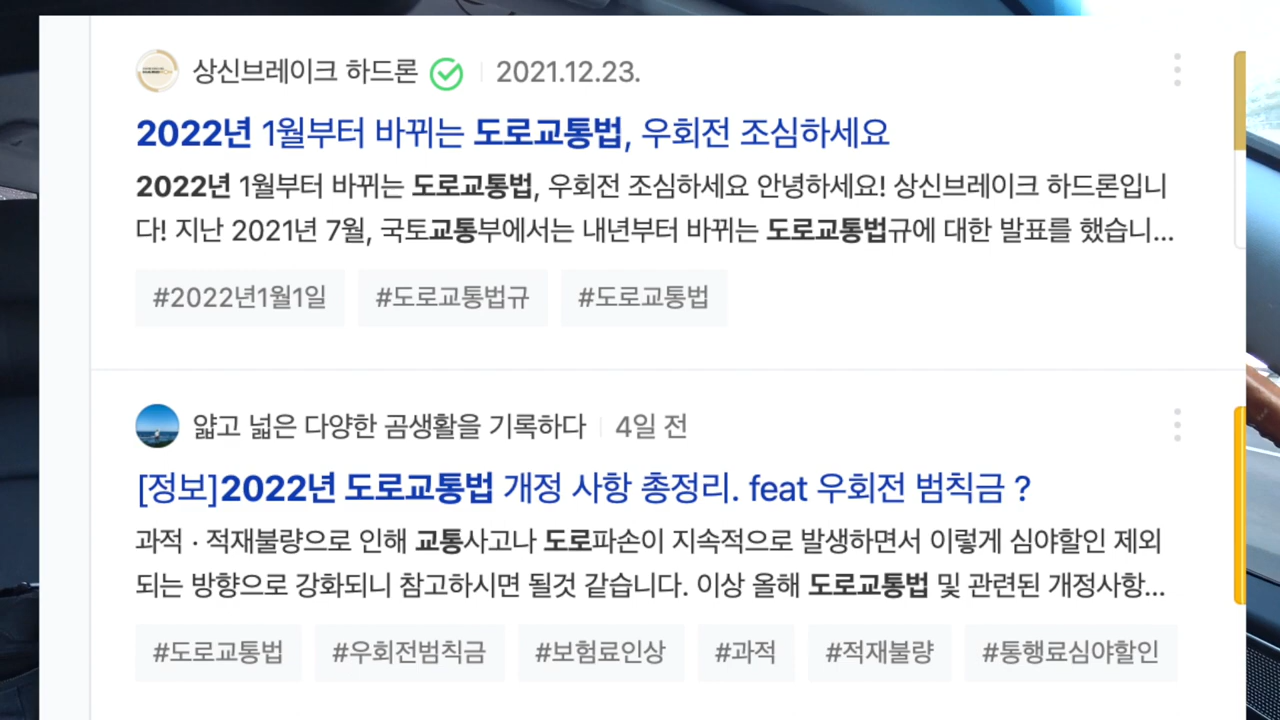 상신브레이크 하드론 2021.12.23.
2022년 1월부터 바뀌는 도로교통법, 우회전 조심하세요
2022년 1월부터 바뀌는 도로교통법, 우회전 조심하세요 안녕하세요! 상신브레이크 하드론입니
다! 지난 2021년 7월, 국토교통부에서는 내년부터 바뀌는 도로교통법규에 대한 발표를 했습니...
#2022년1월1일 #도로교통법규 #도로교통법
얇고 넓은 다양한 곰생활을 기록하다 4일 전
[정보]2022년 도로교통법 개정 사항 총정리. feat 우회전 범칙금 ?
과적 · 적재불량으로 인해 교통사고나 도로파손이 지속적으로 발생하면서 이렇게 심야할인 제외
되는 방향으로 강화되니 참고하시면 될것 같습니다. 이상 올해 도로교통법 및 관련된 개정사항...
#도로교통법 #우회전범칙금 #보험료인상 #과적 #적재불량 #통행료심야할인